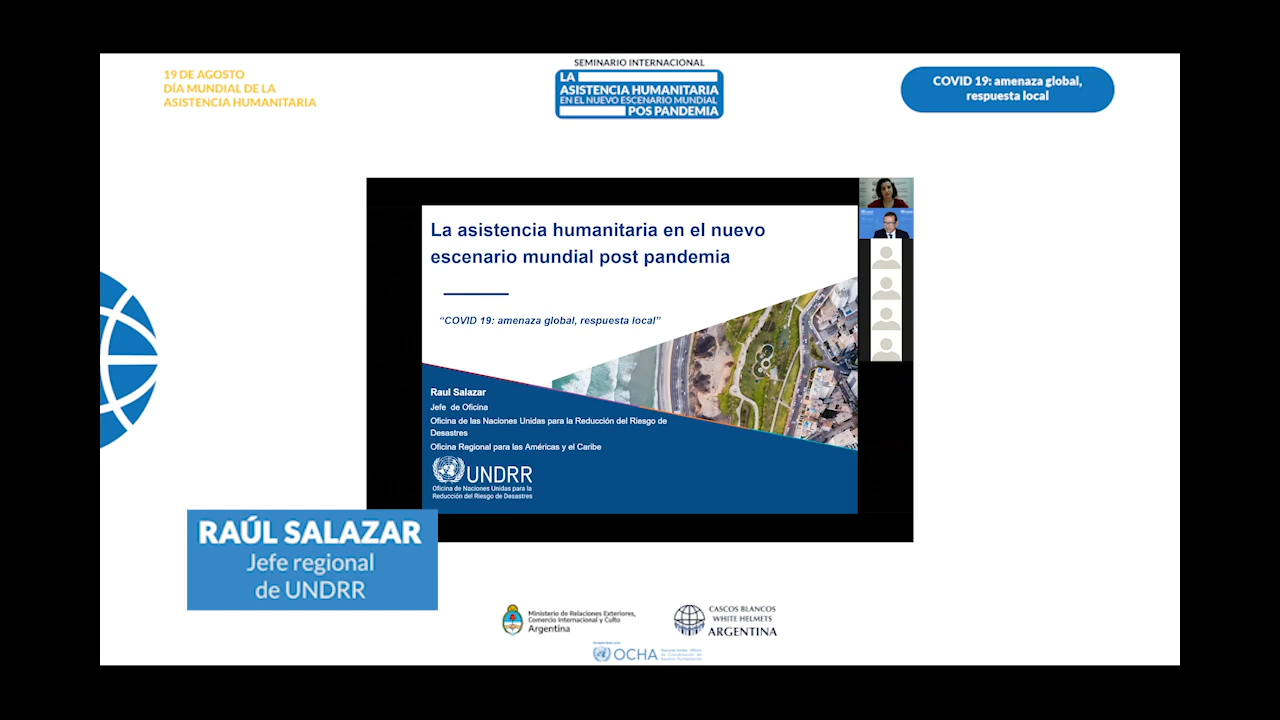 19 DE AGOSTO
DÍA MUNDIAL DE LA
ASISTENCIA HUMANITARIA
SEMINARIO INTERNACIONAL
LA
ASISTENCIA HUMANITARIA
EN EL NUEVO ESCENARIO MUNDIAL
POS PANDEMIA
COVID 19: amenaza global,
respuesta local
La asistencia humanitaria en el nuevo
escenario mundial post pandemia
“COVID 19: amenaza global, respuesta local”
Raul Salazar
Jefe de Oficina
Oficina de las Naciones Unidas para la Reducción del Riesgo de
Desastres
Oficina Regional para las Américas y el Caribe
UNDRR
Oficina de Naciones Unidas para la
Reducción del Riesgo de Desastres
RAÚL SALAZAR
Jefe regional
de UNDRR
Ministerio de Relaciones Exteriores,
Comercio Internacional y Culto
Argentina
CASCOS BLANCOS
WHITE HELMETS
ARGENTINA
OCHA